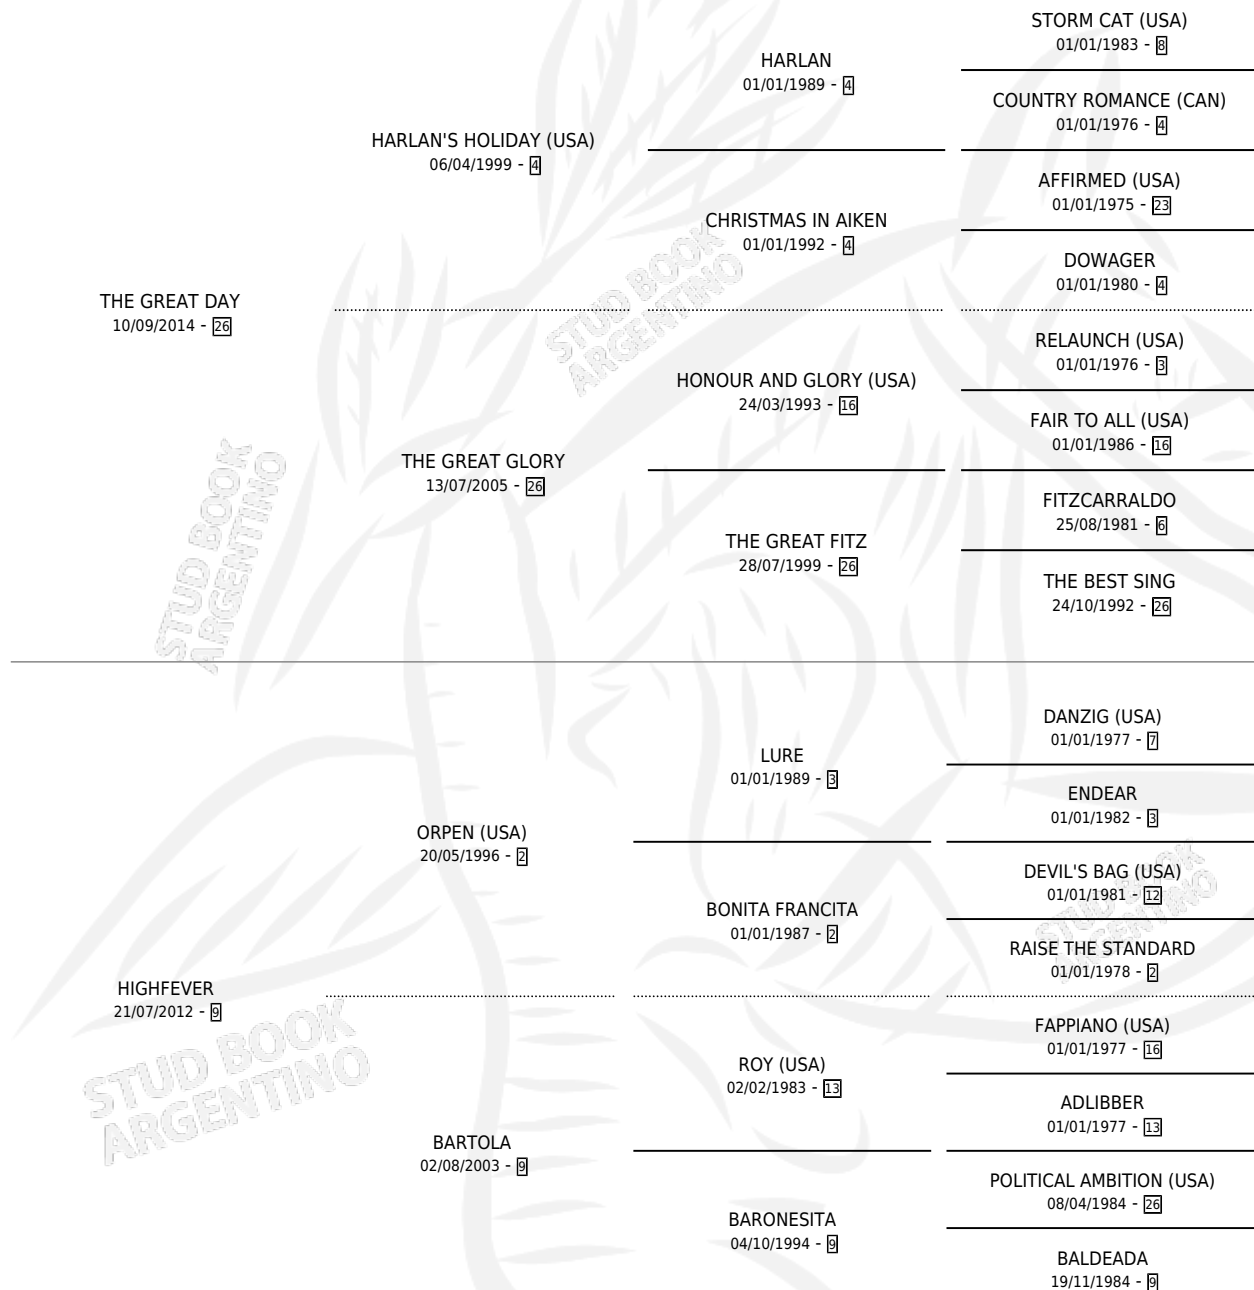 STORM CAT (USA)
01/01/1983 - 8
HARLAN
01/01/1989 - 4
COUNTRY ROMANCE (CAN)
01/01/1976 - 4
HARLAN'S HOLIDAY (USA)
06/04/1999 - 4
AFFIRMED (USA)
01/01/1975 - 23
CHRISTMAS IN AIKEN
01/01/1992 - 4
DOWAGER
01/01/1980 - 4
THE GREAT DAY
10/09/2014 - 26
RELAUNCH (USA)
01/01/1976 - 3
HONOUR AND GLORY (USA)
24/03/1993 - 16
FAIR TO ALL (USA)
01/01/1986 - 16
THE GREAT GLORY
13/07/2005 - 26
FITZCARRALDO
25/08/1981 - 6
THE GREAT FITZ
28/07/1999 - 26
THE BEST SING
24/10/1992 - 26
DANZIG (USA)
01/01/1977 - 7
LURE
01/01/1989 - 3
ENDEAR
01/01/1982 - 3
ORPEN (USA)
20/05/1996 - 2
DEVIL'S BAG (USA)
01/01/1981 - 12
BONITA FRANCITA
01/01/1987 - 2
RAISE THE STANDARD
01/01/1978 - 2
HIGHFEVER
21/07/2012 - 9
FAPPIANO (USA)
01/01/1977 - 16
ROY (USA)
02/02/1983 - 13
ADLIBBER
01/01/1977 - 13
BARTOLA
02/08/2003 - 9
POLITICAL AMBITION (USA)
08/04/1984 - 26
BARONESITA
04/10/1994 - 9
BALDEADA
19/11/1984 - 9
STUD BOOK
ARGENTINO
STUD BOOK
ARGENTINO
STUD BOOK
ARGENTINO
STUD BOOK
ARGENTINO